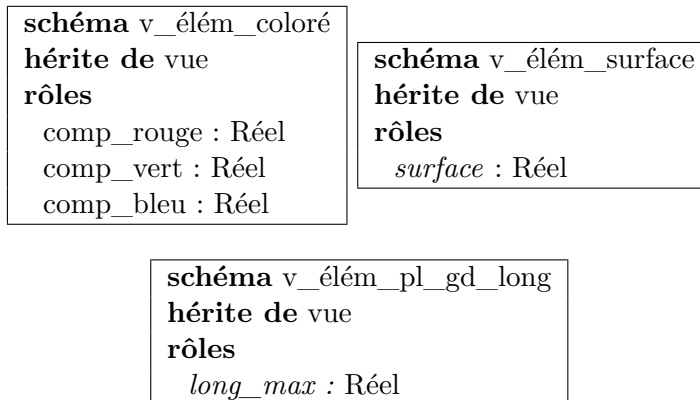 schéma v_élém_coloré
hérite de vue
rôles
comp_rouge : Réel
comp_vert : Réel
comp_bleu : Réel
schéma v_élém_surface
hérite de vue
rôles
surface : Réel
schéma v_élém_pl_gd_long
hérite de vue
rôles
long_max : Réel